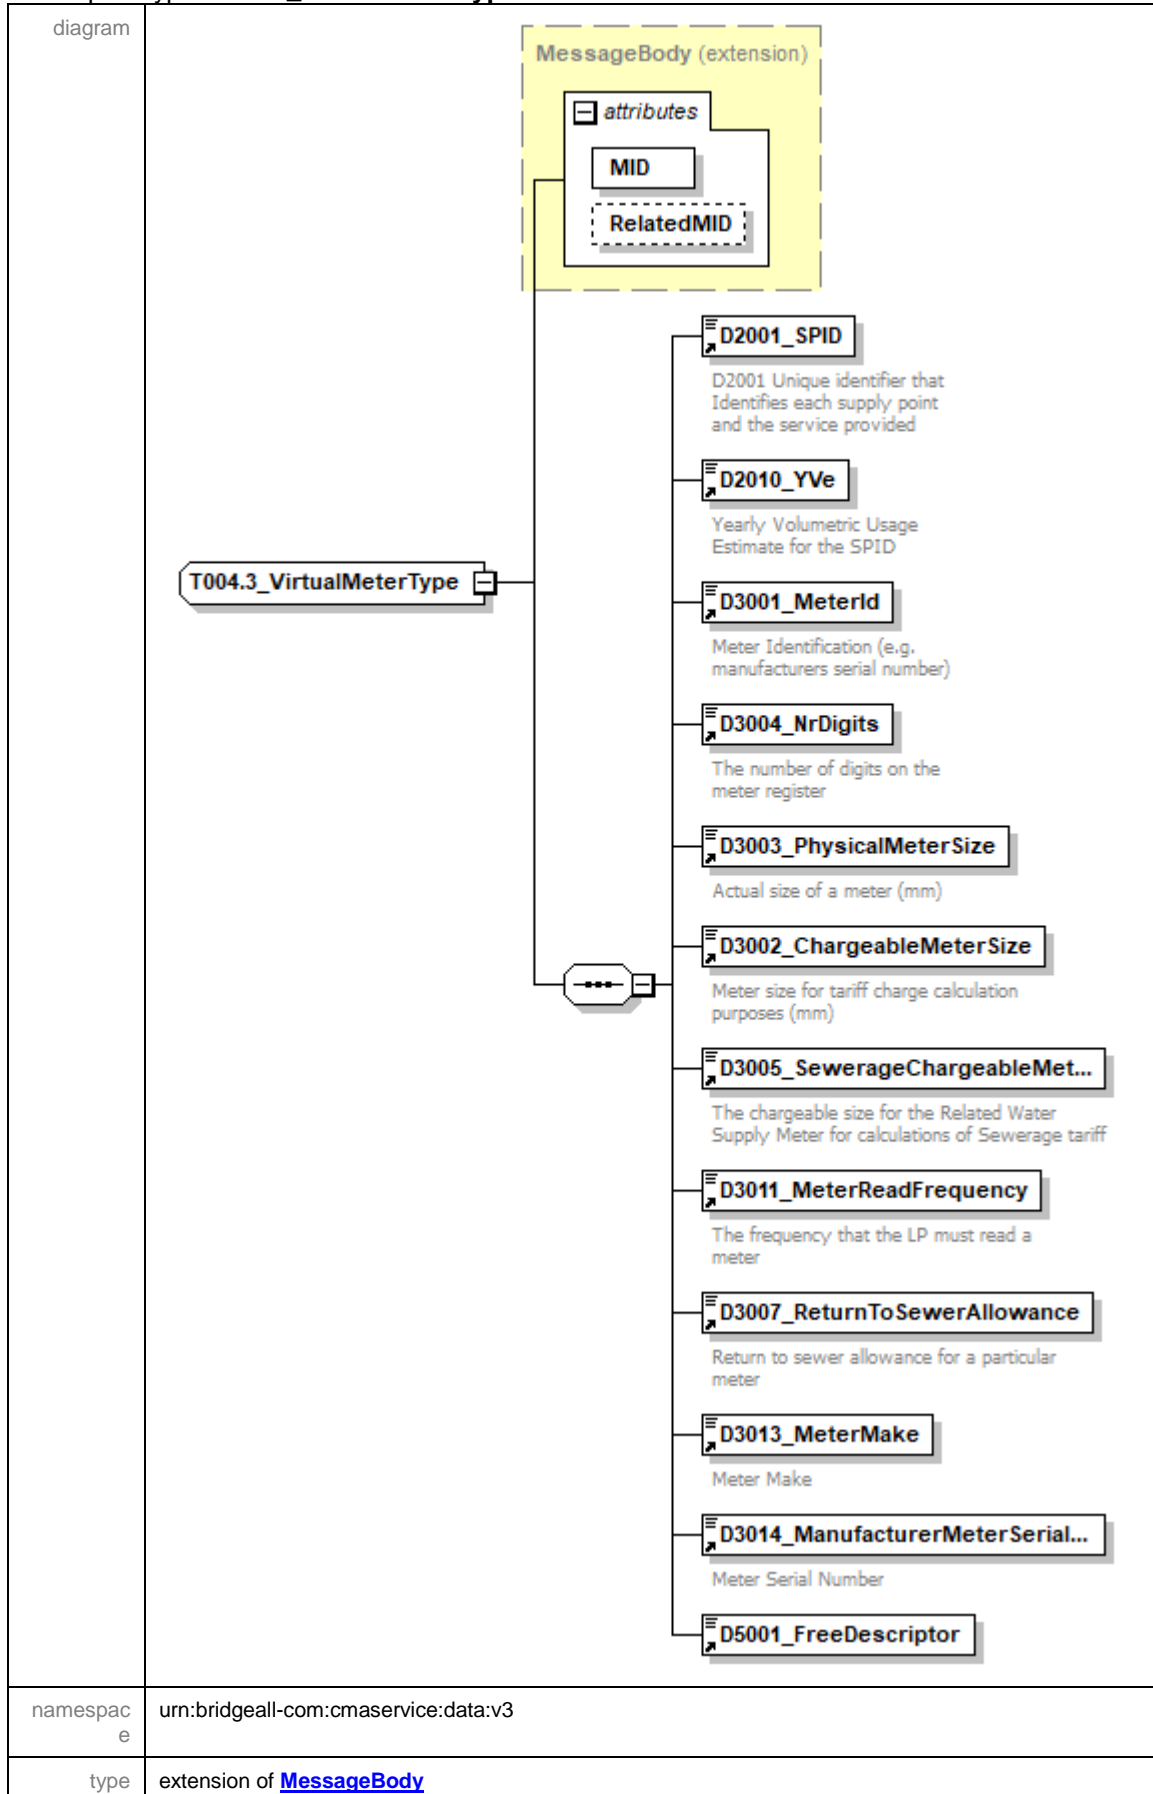 diagram
MessageBody (extension)
attributes
MID
RelatedMID
D2001_SPID
D2001 Unique identifier that
Identifies each supply point
and the service provided
D2010_YVe
Yearly Volumetric Usage
Estimate for the SPID
T004.3_VirtualMeterType
D3001_MeterId
Meter Identification (e.g.
manufacturers serial number)
D3004_NrDigits
The number of digits on the
meter register
D3003_PhysicalMeterSize
Actual size of a meter (mm)
D3002_ChargeableMeterSize
Meter size for tariff charge calculation
purposes (mm)
D3005_SewerageChargeableMet...
The chargeable size for the Related Water
Supply Meter for calculations of Sewerage tariff
D3011_MeterReadFrequency
The frequency that the LP must read a
meter
D3007_ReturnToSewerAllowance
Return to sewer allowance for a particular
meter
D3013_MeterMake
Meter Make
D3014_ManufacturerMeterSerial...
Meter Serial Number
D5001_FreeDescriptor
namespac
e
urn:bridgeall-com:cmaservice:data:v3
type
extension of MessageBody